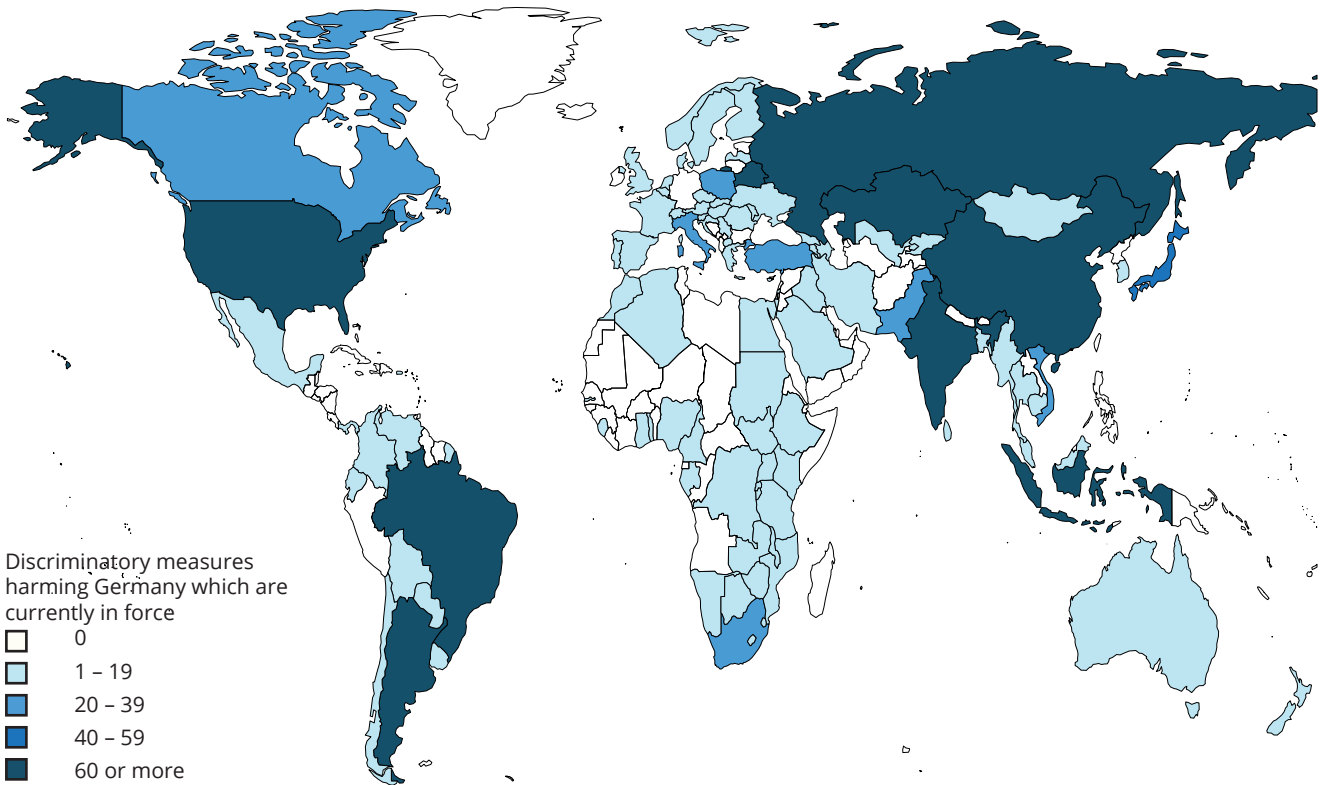 Discriminatory measures
harming Germany which are
currently in force
0
1 – 19
20 – 39
40 – 59
60 or more